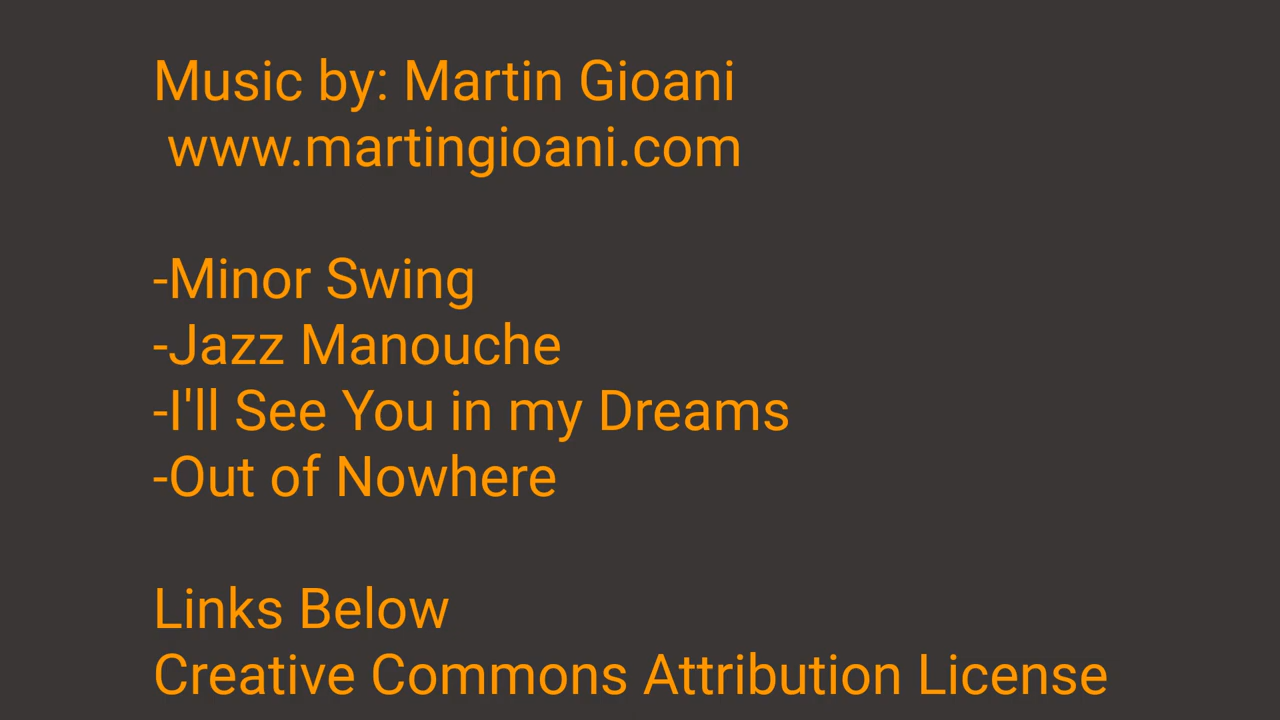 Music by: Martin Gioani
www.martingioani.com
-Minor Swing
-Jazz Manouche
-I'll See You in my Dreams
-Out of Nowhere
Links Below
Creative Commons Attribution License